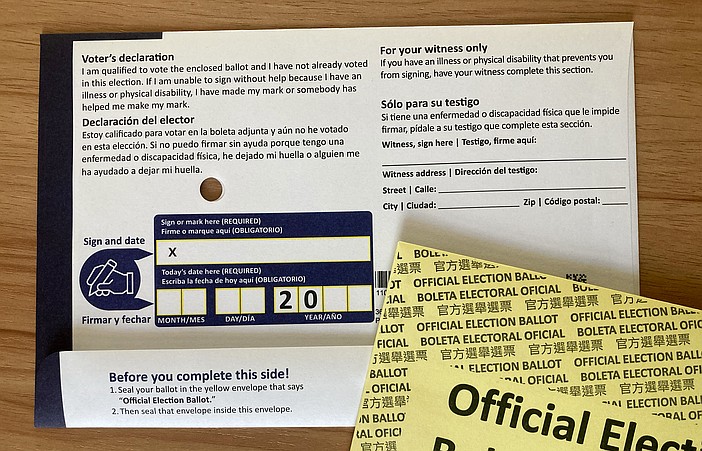 Voter's declaration
I am qualified to vote the enclosed ballot and I have not already voted
in this election. If I am unable to sign without help because I have an
illness or physical disability, I have made my mark or somebody has
helped me make my mark.
Declaración del elector
Estoy calificado para votar en la boleta adjunta y aún no he votado
en esta elección. Si no puedo firmar sin ayuda porque tengo una
enfermedad o discapacidad física, he dejado mi huella o alguien me
ha ayudado a dejar mi huella.
Sign and date
Firmar y fechar
Sign or mark here (REQUIRED)
Firme o marque aquí (OBLIGATORIO)
X
Today's date here (REQUIRED)
Escriba la fecha de hoy aquí (OBLIGATORIO)
2 0
MONTH/MES DAY/DÍA YEAR/AÑO
For your witness only
If you have an illness or physical disability that prevents you
from signing, have your witness complete this section.
Sólo para su testigo
Si tiene una enfermedad o discapacidad física que le impide
firmar, pídale a su testigo que complete esta sección.
Witness, sign here | Testigo, firme aquí:
Witness address | Dirección del testigo:
Street | Calle:
City | Ciudad: Zip | Código postal:
Before you complete this side!
1. Seal your ballot in the yellow envelope that says
"Official Election Ballot."
2. Then seal that envelope inside this envelope.
官方選舉選票
OFFICIAL ELECTION BALLOT
BOLETA ELECTORAL OFICIAL
官方選舉選票
OFFICIAL ELECTION BALLOT
BOLETA ELECTORAL OFIC
官方選舉選票
OFFICIAL ELECTION BALL
Official Elect